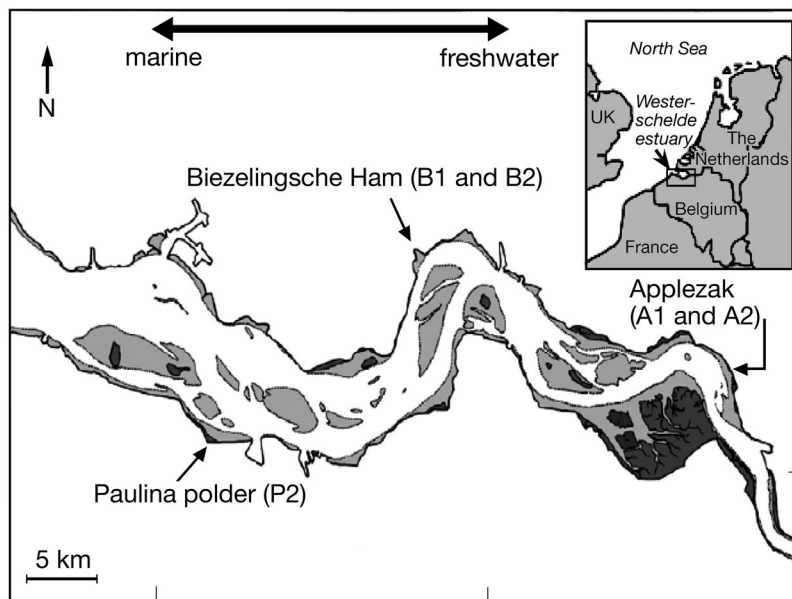 marine
freshwater
N
Biezelingsche Ham (B1 and B2)
Applezak
(A1 and A2)
Paulina polder (P2)
5 km
North Sea
Wester-
schelde
estuary
UK
The
Netherlands
Belgium
France